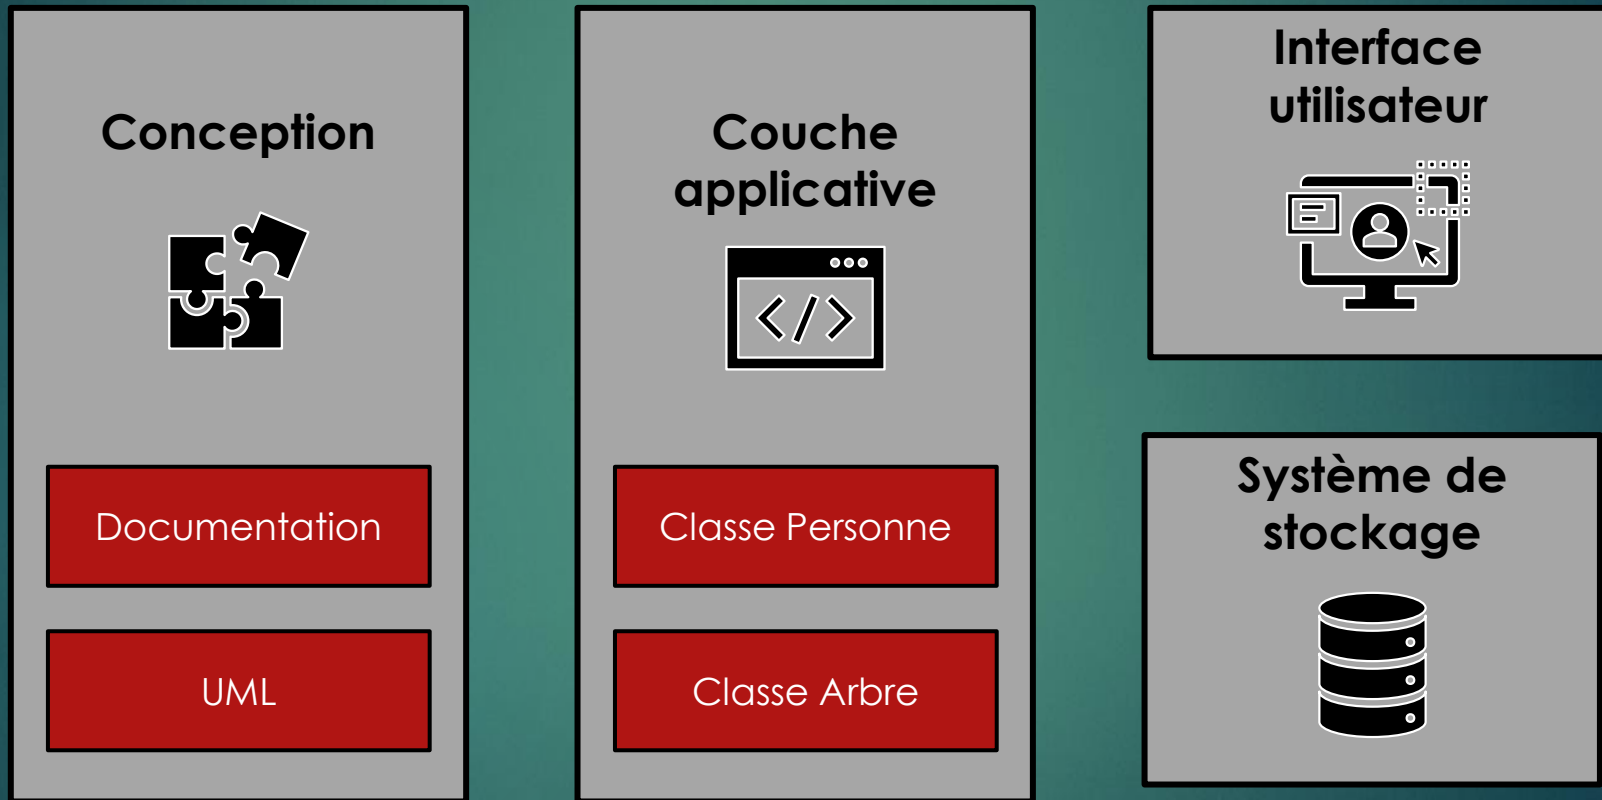 Conception
Documentation
UML
Couche
applicative
</>
Classe Personne
Classe Arbre
Interface
utilisateur
Système de
stockage